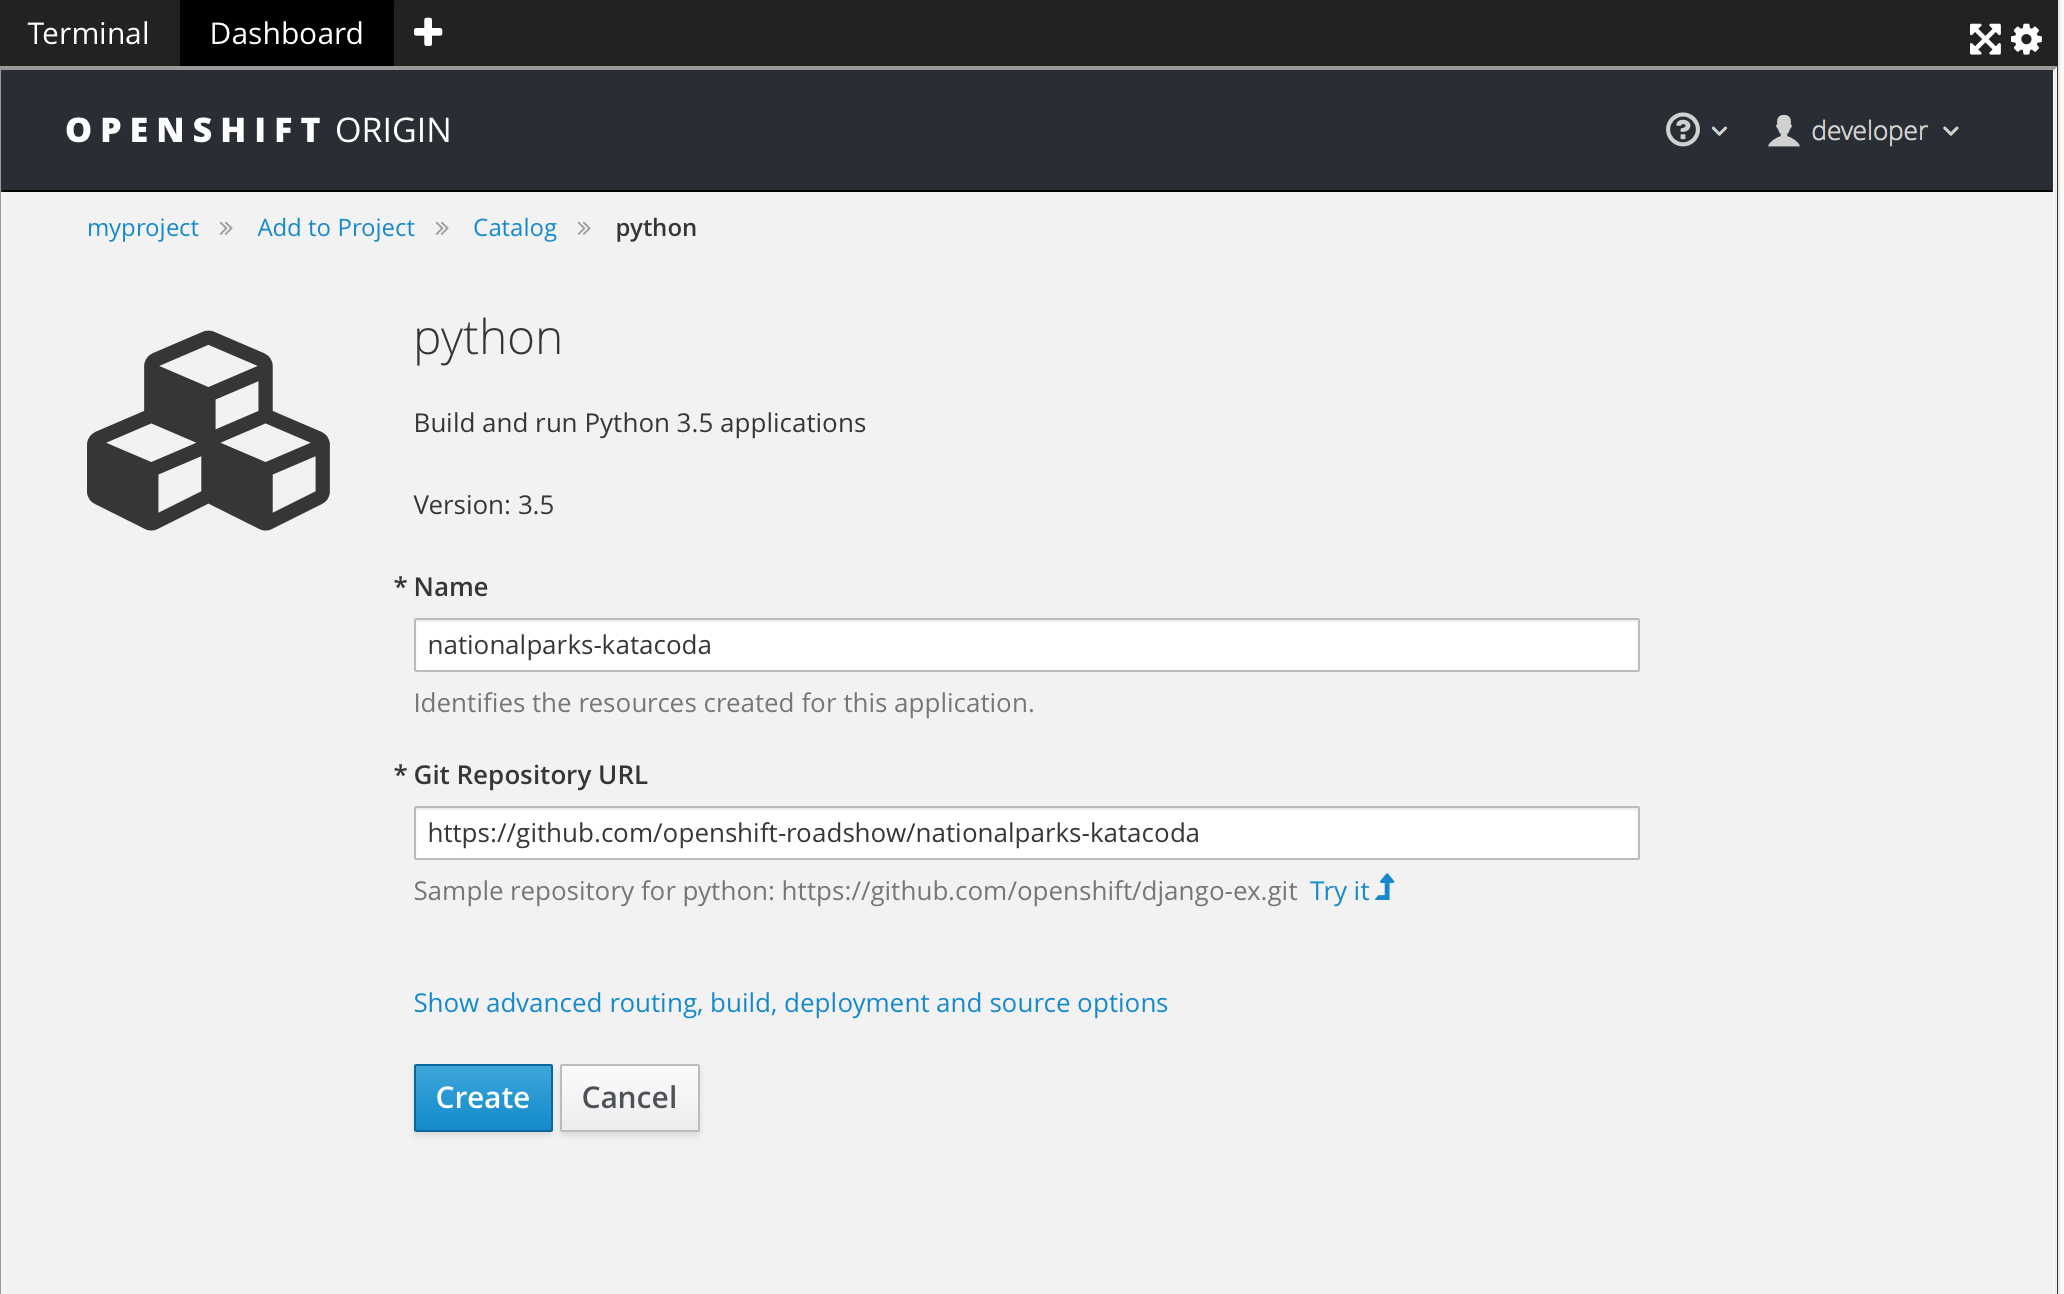 Terminal Dashboard
OPENSHIFT ORIGIN developer
myproject » Add to Project » Catalog » python
python
Build and run Python 3.5 applications
Version: 3.5
* Name
nationalparks-katacoda
Identifies the resources created for this application.
* Git Repository URL
https://github.com/openshift-roadshow/nationalparks-katacoda
Sample repository for python: https://github.com/openshift/django-ex.git Try it
Show advanced routing, build, deployment and source options
Create Cancel